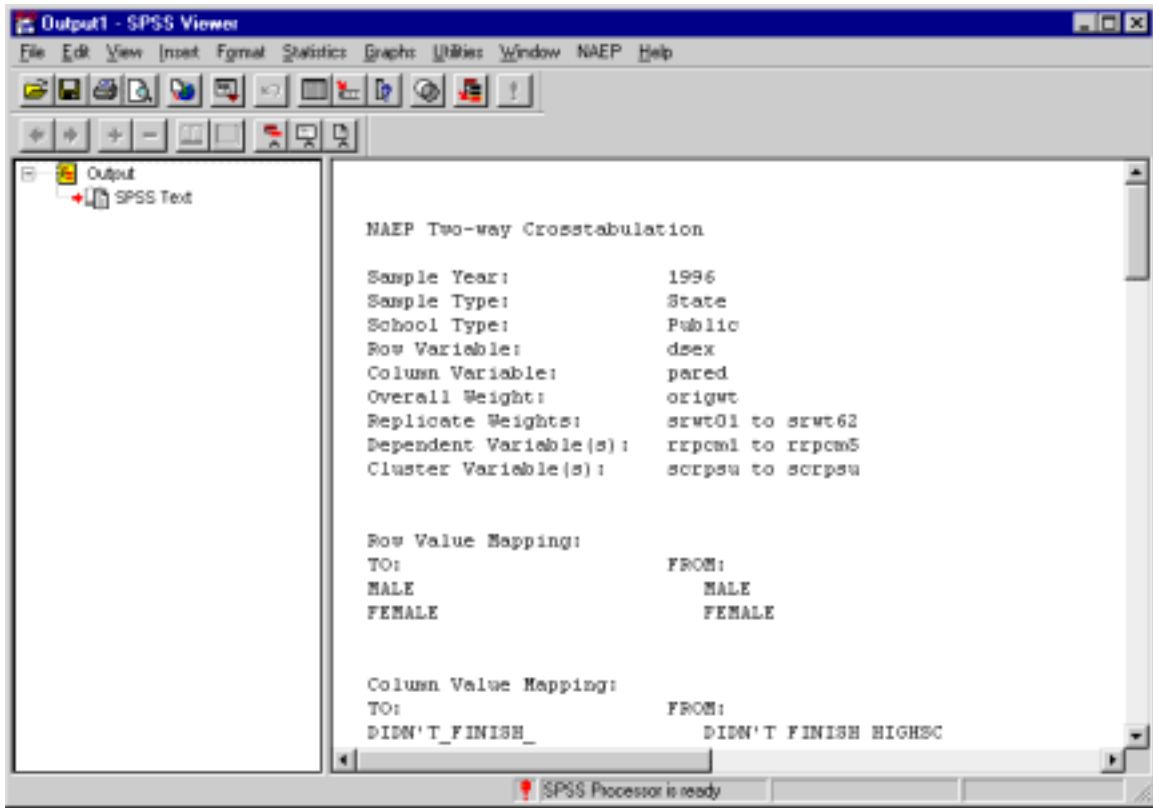 Output1 - SPSS Viewer
File Edit View Insert Format Statistics Graphs Utilities Window NAEP Help
Output
SPSS Text
NAEP Two-way Crosstabulation
Sample Year: 1996
Sample Type: State
School Type: Public
Row Variable: dsex
Column Variable: pared
Overall Weight: origwt
Replicate Weights: srwt01 to srwt62
Dependent Variable(s): rrpcm1 to rrpcm5
Cluster Variable(s): scrpsu to scrpsu
Row Value Mapping:
TO: FROM:
MALE MALE
FEMALE FEMALE
Column Value Mapping:
TO: FROM:
DIDN'T_FINISH_ DIDN'T FINISH HIGHSC
SPSS Processor is ready